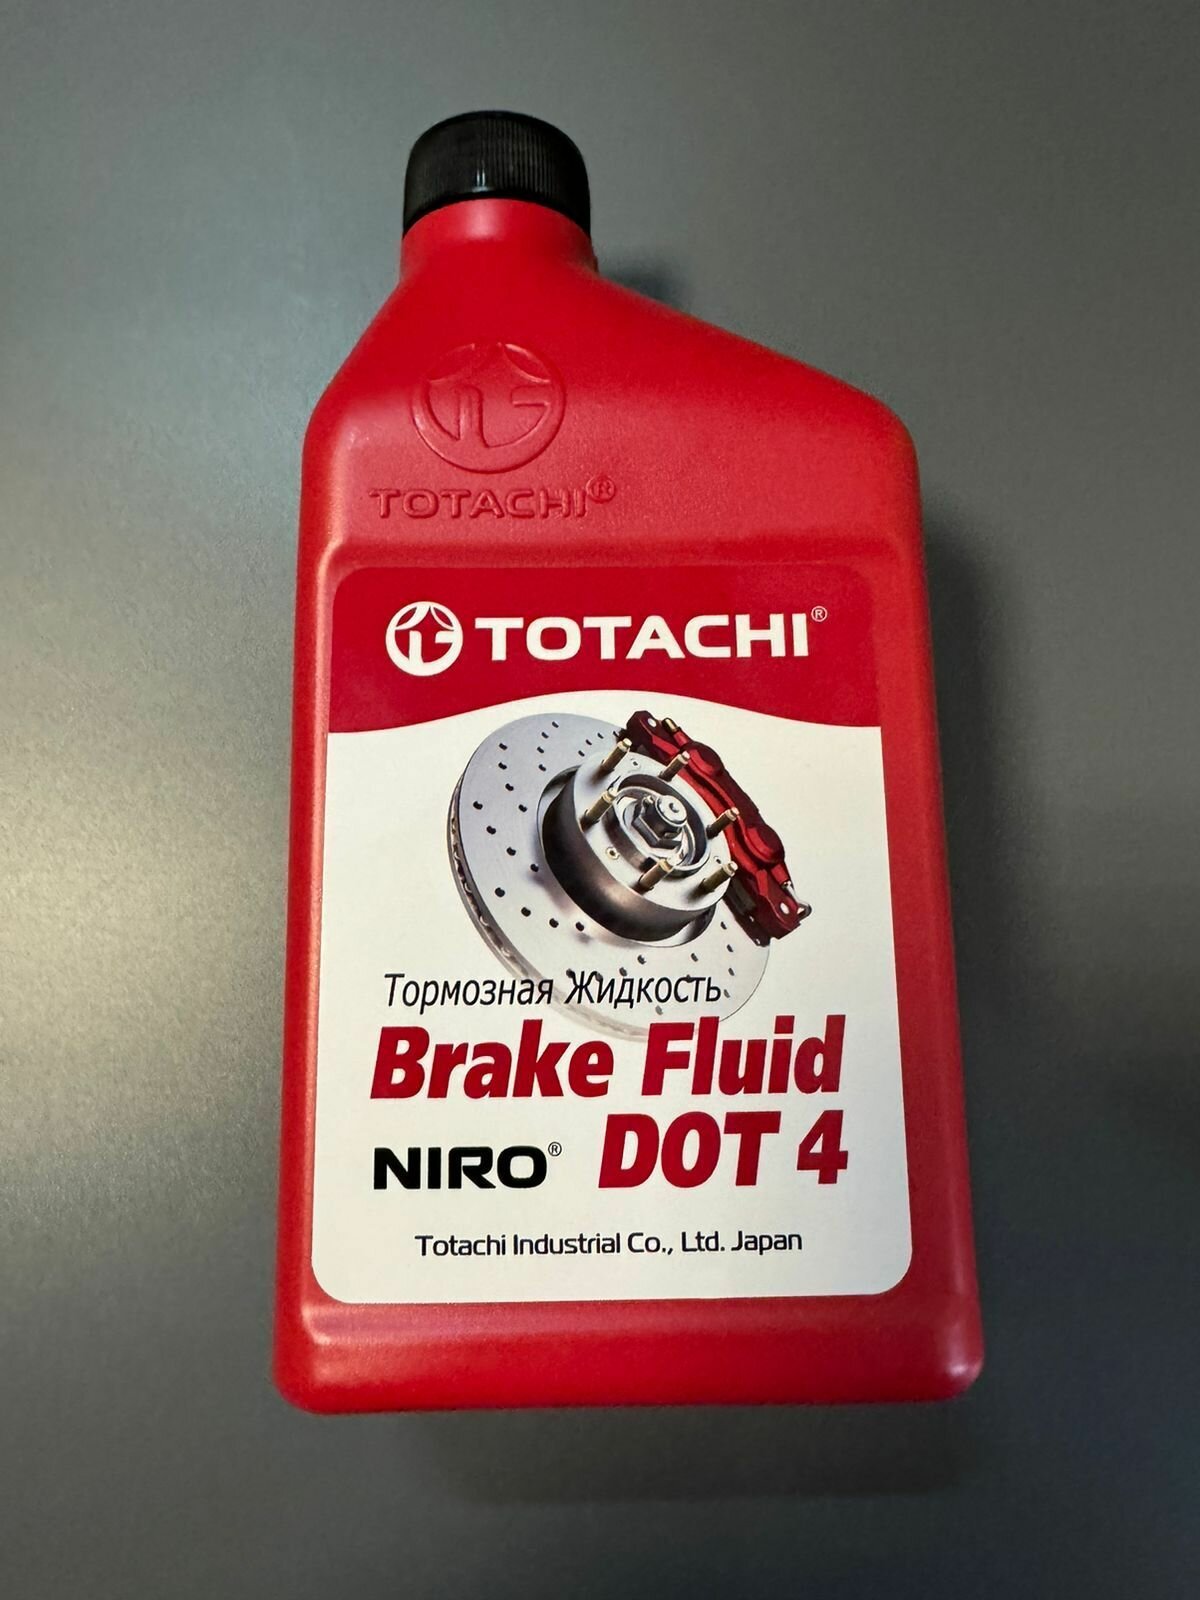 TOTACHI®
TOTACHI®
Тормозная Жидкость
Brake Fluid
NIRO® DOT 4
Totachi Industrial Co., Ltd. Japan